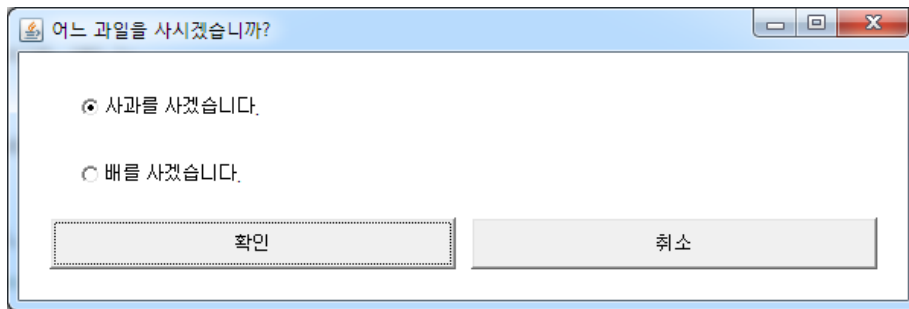 어느 과일을 사시겠습니까?
사과를 사겠습니다.
배를 사겠습니다.
확인
취소